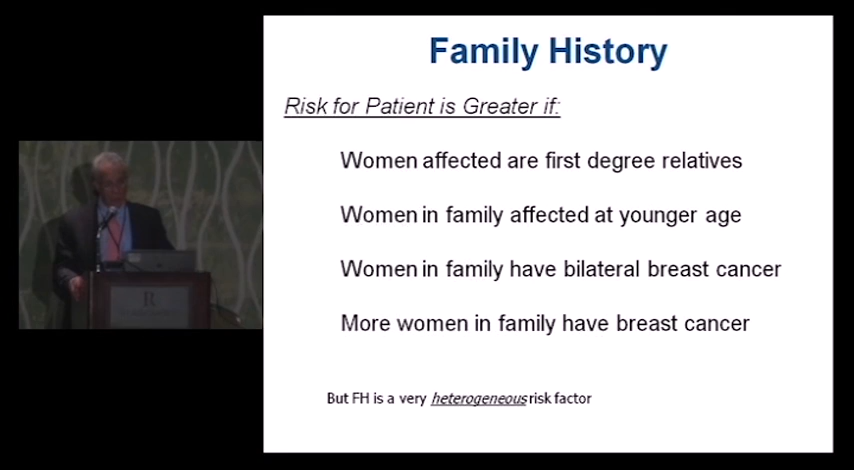 Family History
Risk for Patient is Greater if:
Women affected are first degree relatives
Women in family affected at younger age
Women in family have bilateral breast cancer
More women in family have breast cancer
But FH is a very heterogeneous risk factor
R